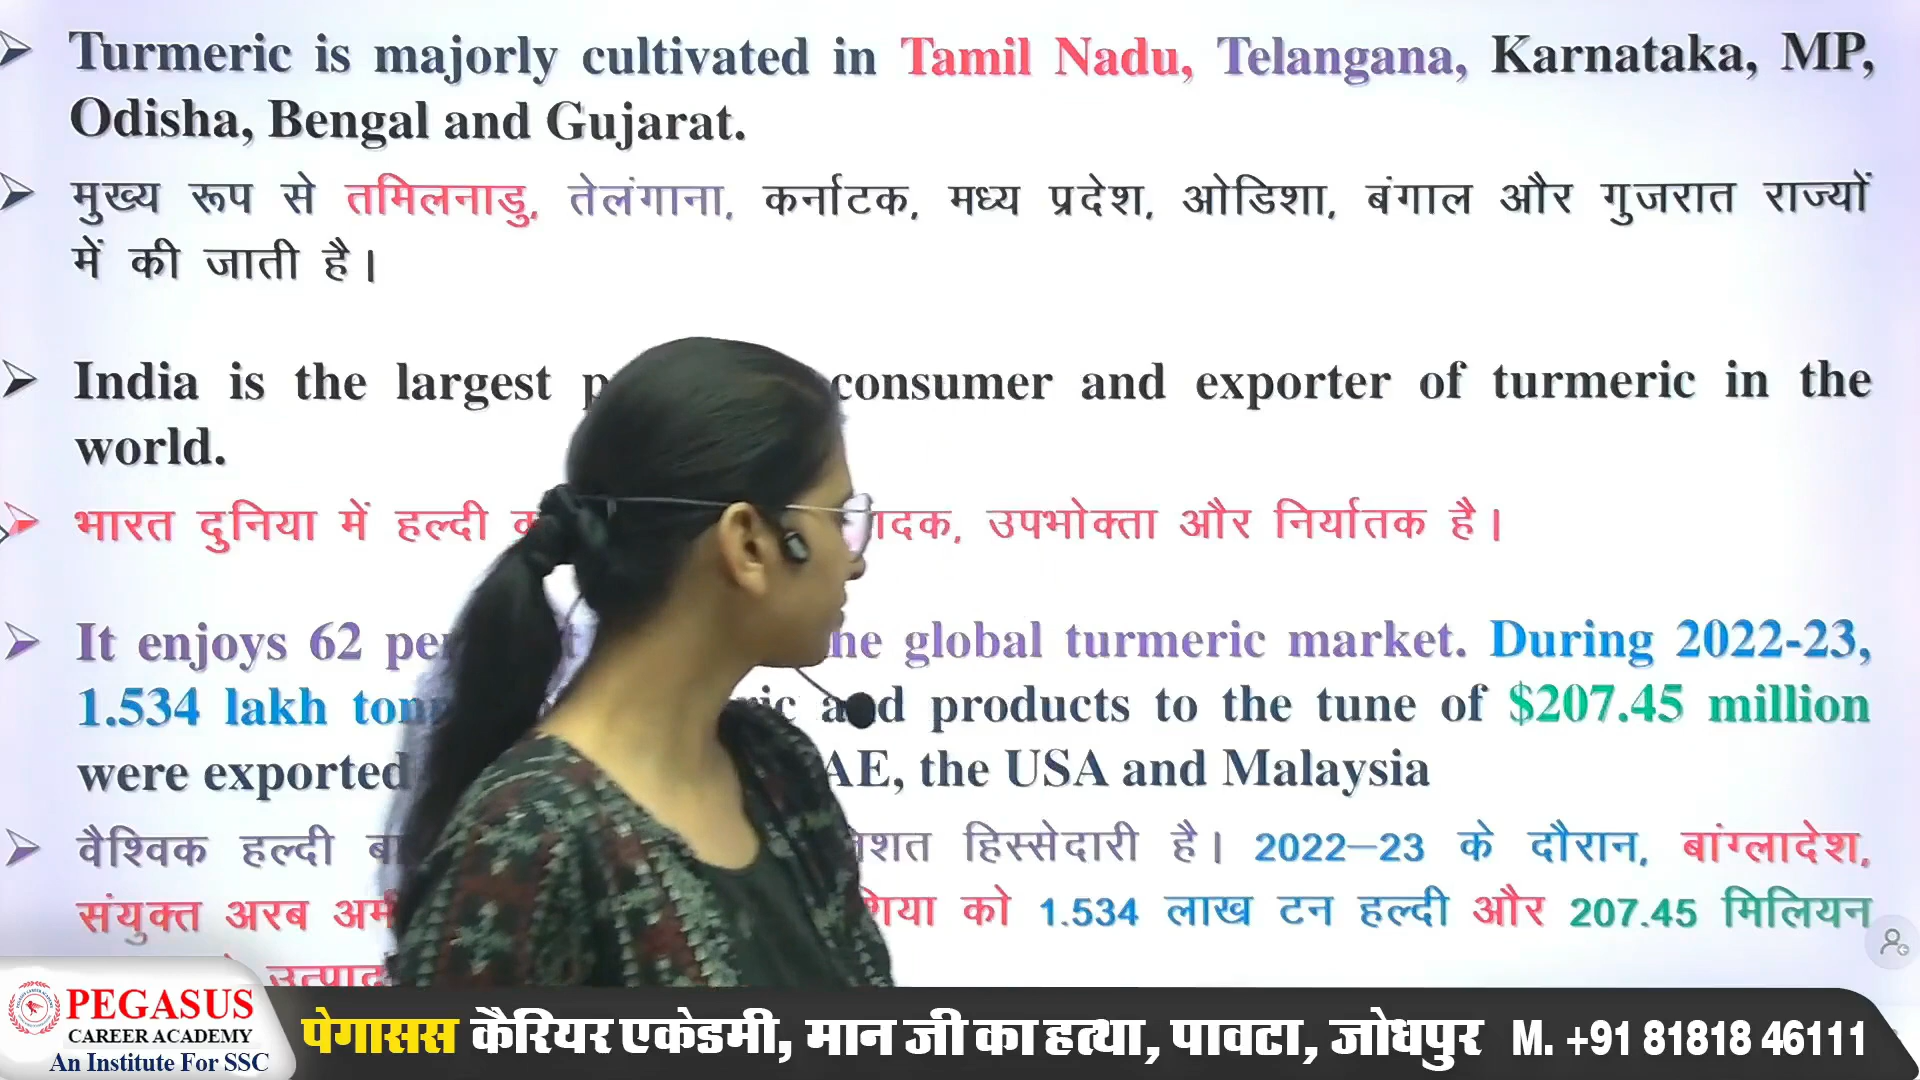 Turmeric is majorly cultivated in Tamil Nadu, Telangana, Karnataka, MP,
Odisha, Bengal and Gujarat.
मुख्य रूप से तमिलनाडु, तेलंगाना, कर्नाटक, मध्य प्रदेश, ओडिशा, बंगाल और गुजरात राज्यों
में की जाती है।
India is the largest consumer and exporter of turmeric in the
world.
भारत दुनिया में हल्दी उपभोक्ता और निर्यातक है।
It enjoys 62 global turmeric market. During 2022-23,
1.534 lakh products to the tune of $207.45 million
were exported the USA and Malaysia
वैश्विक हल्दी हिस्सेदारी है। 2022–23 के दौरान, बांग्लादेश,
संयुक्त अरब को 1.534 लाख टन हल्दी और 207.45 मिलियन
PEGASUS
CAREER ACADEMY
An Institute For SSC
पेगासस कैरियर एकेडमी, मान जी का हत्था, पावटा, जोधपुर M. +91 81818 46111